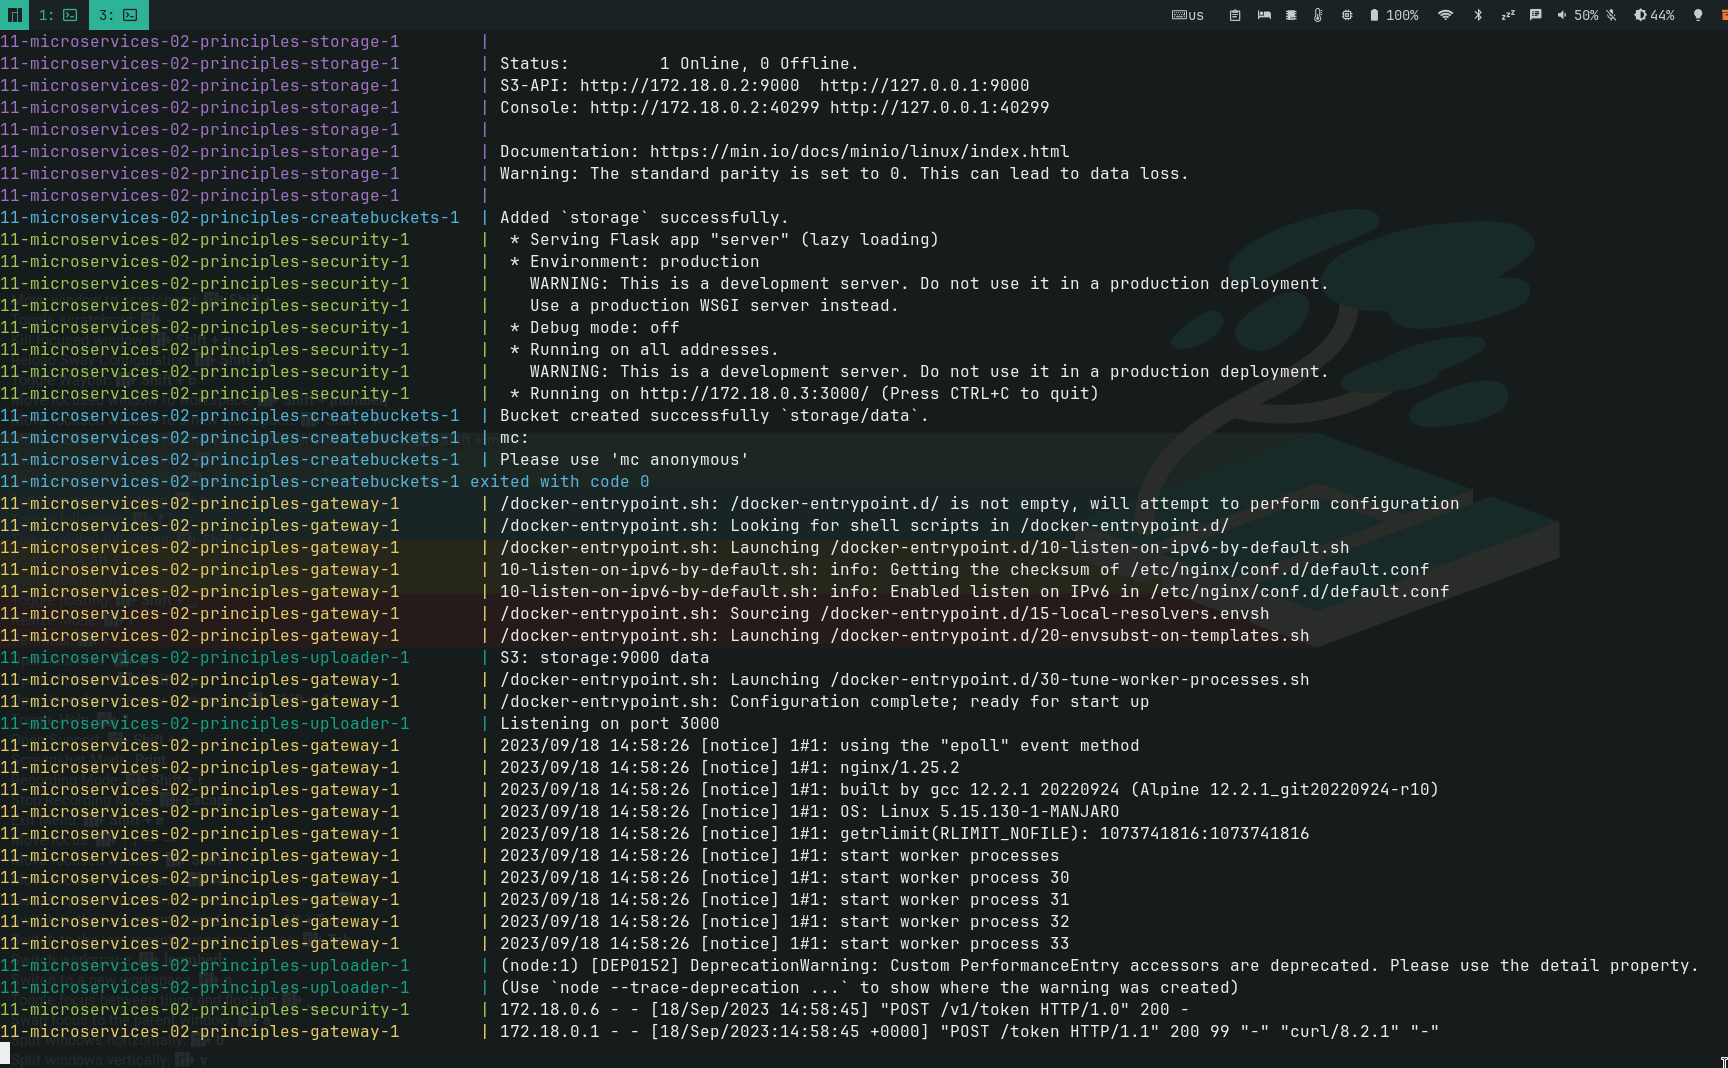 1: 3: us 100% 50% 44%
11-microservices-02-principles-storage-1 |
11-microservices-02-principles-storage-1 | Status: 1 Online, 0 Offline.
11-microservices-02-principles-storage-1 | S3-API: http://172.18.0.2:9000 http://127.0.0.1:9000
11-microservices-02-principles-storage-1 | Console: http://172.18.0.2:40299 http://127.0.0.1:40299
11-microservices-02-principles-storage-1 |
11-microservices-02-principles-storage-1 | Documentation: https://min.io/docs/minio/linux/index.html
11-microservices-02-principles-storage-1 | Warning: The standard parity is set to 0. This can lead to data loss.
11-microservices-02-principles-storage-1 |
11-microservices-02-principles-createbuckets-1 | Added `storage` successfully.
11-microservices-02-principles-security-1 | * Serving Flask app "server" (lazy loading)
11-microservices-02-principles-security-1 | * Environment: production
11-microservices-02-principles-security-1 | WARNING: This is a development server. Do not use it in a production deployment.
11-microservices-02-principles-security-1 | Use a production WSGI server instead.
11-microservices-02-principles-security-1 | * Debug mode: off
11-microservices-02-principles-security-1 | * Running on all addresses.
11-microservices-02-principles-security-1 | WARNING: This is a development server. Do not use it in a production deployment.
11-microservices-02-principles-security-1 | * Running on http://172.18.0.3:3000/ (Press CTRL+C to quit)
11-microservices-02-principles-createbuckets-1 | Bucket created successfully `storage/data`.
11-microservices-02-principles-createbuckets-1 | mc:
11-microservices-02-principles-createbuckets-1 | Please use 'mc anonymous'
11-microservices-02-principles-createbuckets-1 exited with code 0
11-microservices-02-principles-gateway-1 | /docker-entrypoint.sh: /docker-entrypoint.d/ is not empty, will attempt to perform configuration
11-microservices-02-principles-gateway-1 | /docker-entrypoint.sh: Looking for shell scripts in /docker-entrypoint.d/
11-microservices-02-principles-gateway-1 | /docker-entrypoint.sh: Launching /docker-entrypoint.d/10-listen-on-ipv6-by-default.sh
11-microservices-02-principles-gateway-1 | 10-listen-on-ipv6-by-default.sh: info: Getting the checksum of /etc/nginx/conf.d/default.conf
11-microservices-02-principles-gateway-1 | 10-listen-on-ipv6-by-default.sh: info: Enabled listen on IPv6 in /etc/nginx/conf.d/default.conf
11-microservices-02-principles-gateway-1 | /docker-entrypoint.sh: Sourcing /docker-entrypoint.d/15-local-resolvers.envsh
11-microservices-02-principles-gateway-1 | /docker-entrypoint.sh: Launching /docker-entrypoint.d/20-envsubst-on-templates.sh
11-microservices-02-principles-uploader-1 | S3: storage:9000 data
11-microservices-02-principles-gateway-1 | /docker-entrypoint.sh: Launching /docker-entrypoint.d/30-tune-worker-processes.sh
11-microservices-02-principles-gateway-1 | /docker-entrypoint.sh: Configuration complete; ready for start up
11-microservices-02-principles-uploader-1 | Listening on port 3000
11-microservices-02-principles-gateway-1 | 2023/09/18 14:58:26 [notice] 1#1: using the "epoll" event method
11-microservices-02-principles-gateway-1 | 2023/09/18 14:58:26 [notice] 1#1: nginx/1.25.2
11-microservices-02-principles-gateway-1 | 2023/09/18 14:58:26 [notice] 1#1: built by gcc 12.2.1 20220924 (Alpine 12.2.1_git20220924-r10)
11-microservices-02-principles-gateway-1 | 2023/09/18 14:58:26 [notice] 1#1: OS: Linux 5.15.130-1-MANJARO
11-microservices-02-principles-gateway-1 | 2023/09/18 14:58:26 [notice] 1#1: getrlimit(RLIMIT_NOFILE): 1073741816:1073741816
11-microservices-02-principles-gateway-1 | 2023/09/18 14:58:26 [notice] 1#1: start worker processes
11-microservices-02-principles-gateway-1 | 2023/09/18 14:58:26 [notice] 1#1: start worker process 30
11-microservices-02-principles-gateway-1 | 2023/09/18 14:58:26 [notice] 1#1: start worker process 31
11-microservices-02-principles-gateway-1 | 2023/09/18 14:58:26 [notice] 1#1: start worker process 32
11-microservices-02-principles-gateway-1 | 2023/09/18 14:58:26 [notice] 1#1: start worker process 33
11-microservices-02-principles-uploader-1 | (node:1) [DEP0152] DeprecationWarning: Custom PerformanceEntry accessors are deprecated. Please use the detail property.
11-microservices-02-principles-uploader-1 | (Use `node --trace-deprecation ...` to show where the warning was created)
11-microservices-02-principles-security-1 | 172.18.0.6 - - [18/Sep/2023 14:58:45] "POST /v1/token HTTP/1.0" 200 -
11-microservices-02-principles-gateway-1 | 172.18.0.1 - - [18/Sep/2023:14:58:45 +0000] "POST /token HTTP/1.1" 200 99 "-" "curl/8.2.1" "-"
Split windows vertically: + v